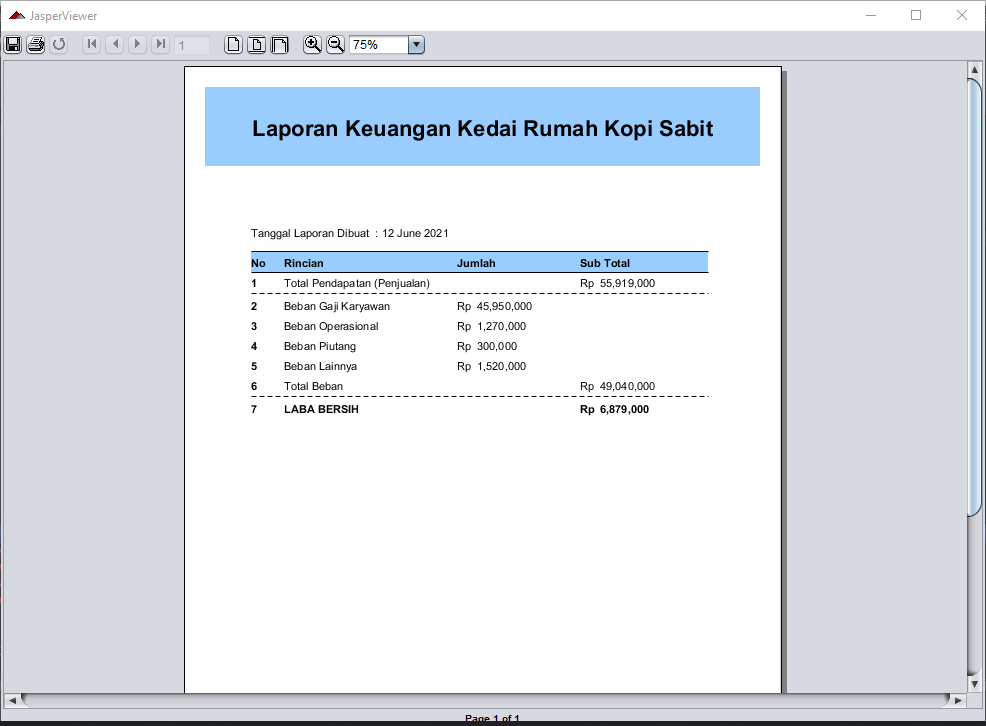 JasperViewer
1
75%
Laporan Keuangan Kedai Rumah Kopi Sabit
Tanggal Laporan Dibuat : 12 June 2021
No Rincian Jumlah Sub Total
1 Total Pendapatan (Penjualan) Rp 55,919,000
2 Beban Gaji Karyawan Rp 45,950,000
3 Beban Operasional Rp 1,270,000
4 Beban Piutang Rp 300,000
5 Beban Lainnya Rp 1,520,000
6 Total Beban Rp 49,040,000
7 LABA BERSIH Rp 6,879,000
Page 1 of 1